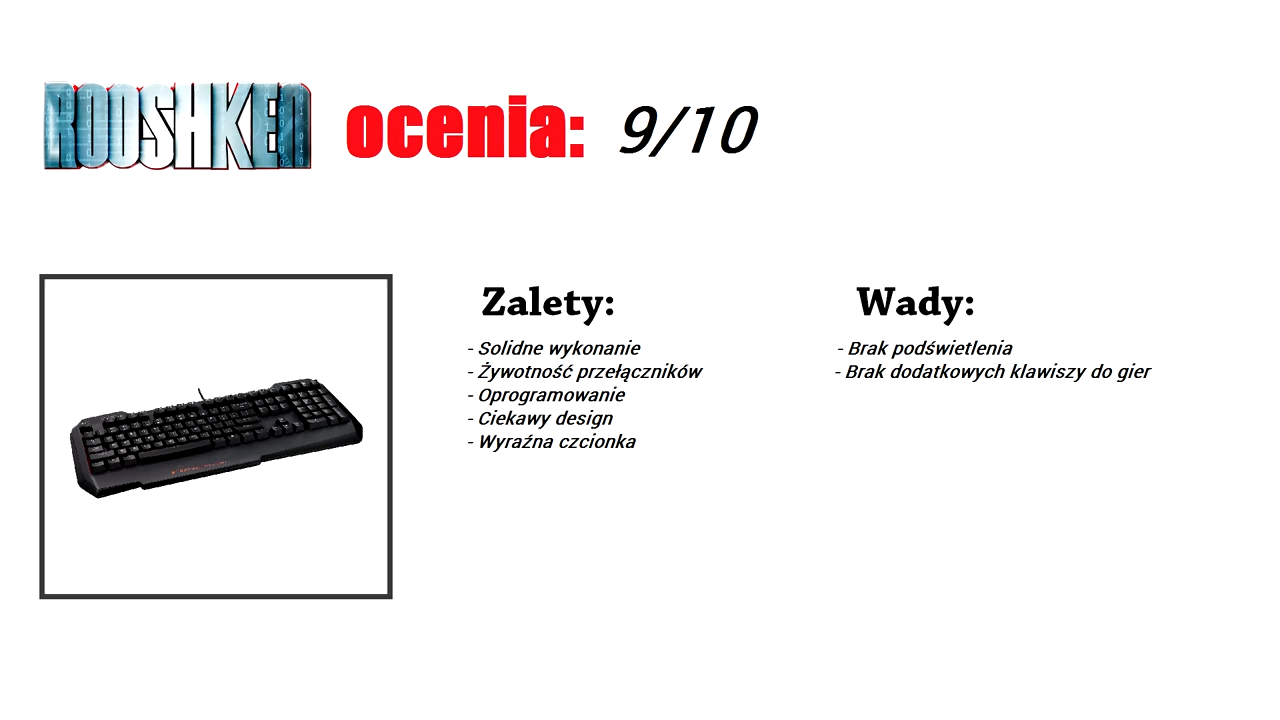 ROOSHKEN ocenia: 9/10
Zalety:
- Solidne wykonanie
- Żywotność przełączników
- Oprogramowanie
- Ciekawy design
- Wyraźna czcionka
Wady:
- Brak podświetlenia
- Brak dodatkowych klawiszy do gier